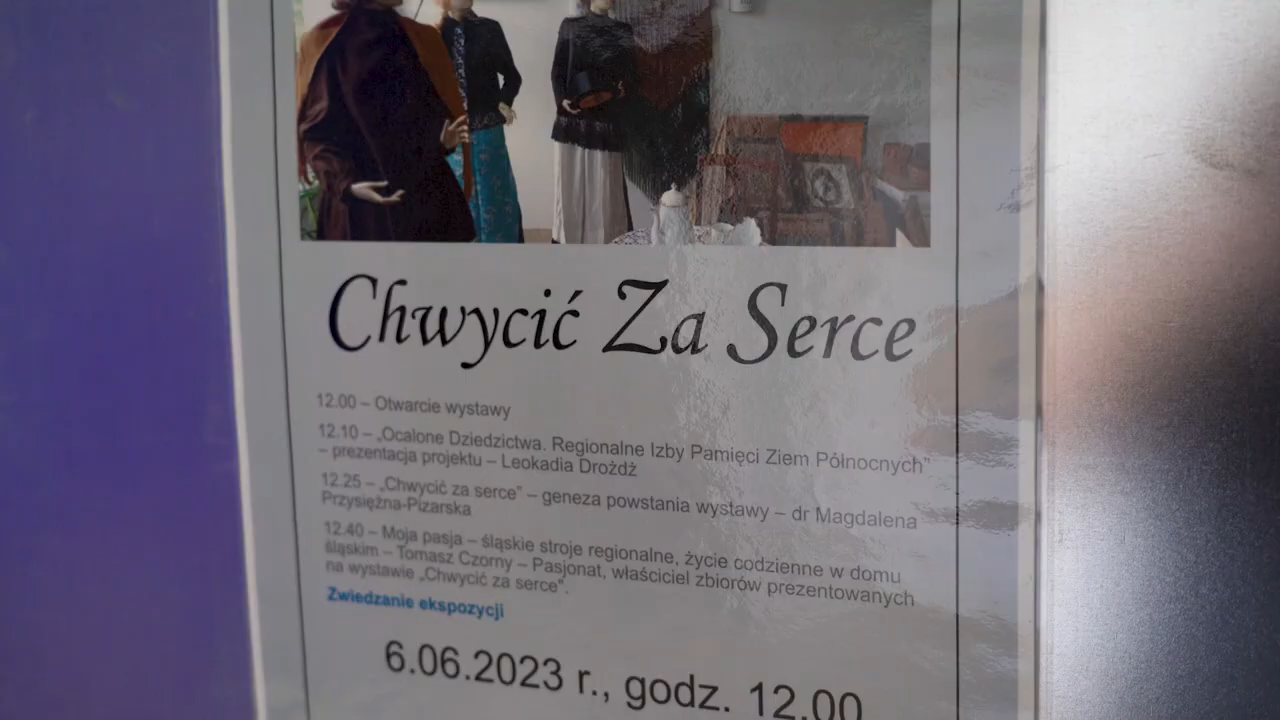 Chwycić Za Serce
12.00 – Otwarcie wystawy
12.10 – „Ocalone Dziedzictwa. Regionalne Izby Pamięci Ziem Północnych”
– prezentacja projektu – Leokadia Drożdż
12.25 – „Chwycić za serce” – geneza powstania wystawy – dr Magdalena
Przysiężna-Pizarska
12.40 – Moja pasja – śląskie stroje regionalne, życie codzienne w domu
śląskim – Tomasz Czorny – Pasjonat, właściciel zbiorów prezentowanych
na wystawie „Chwycić za serce”.
Zwiedzanie ekspozycji
6.06.2023 r., godz. 12.00